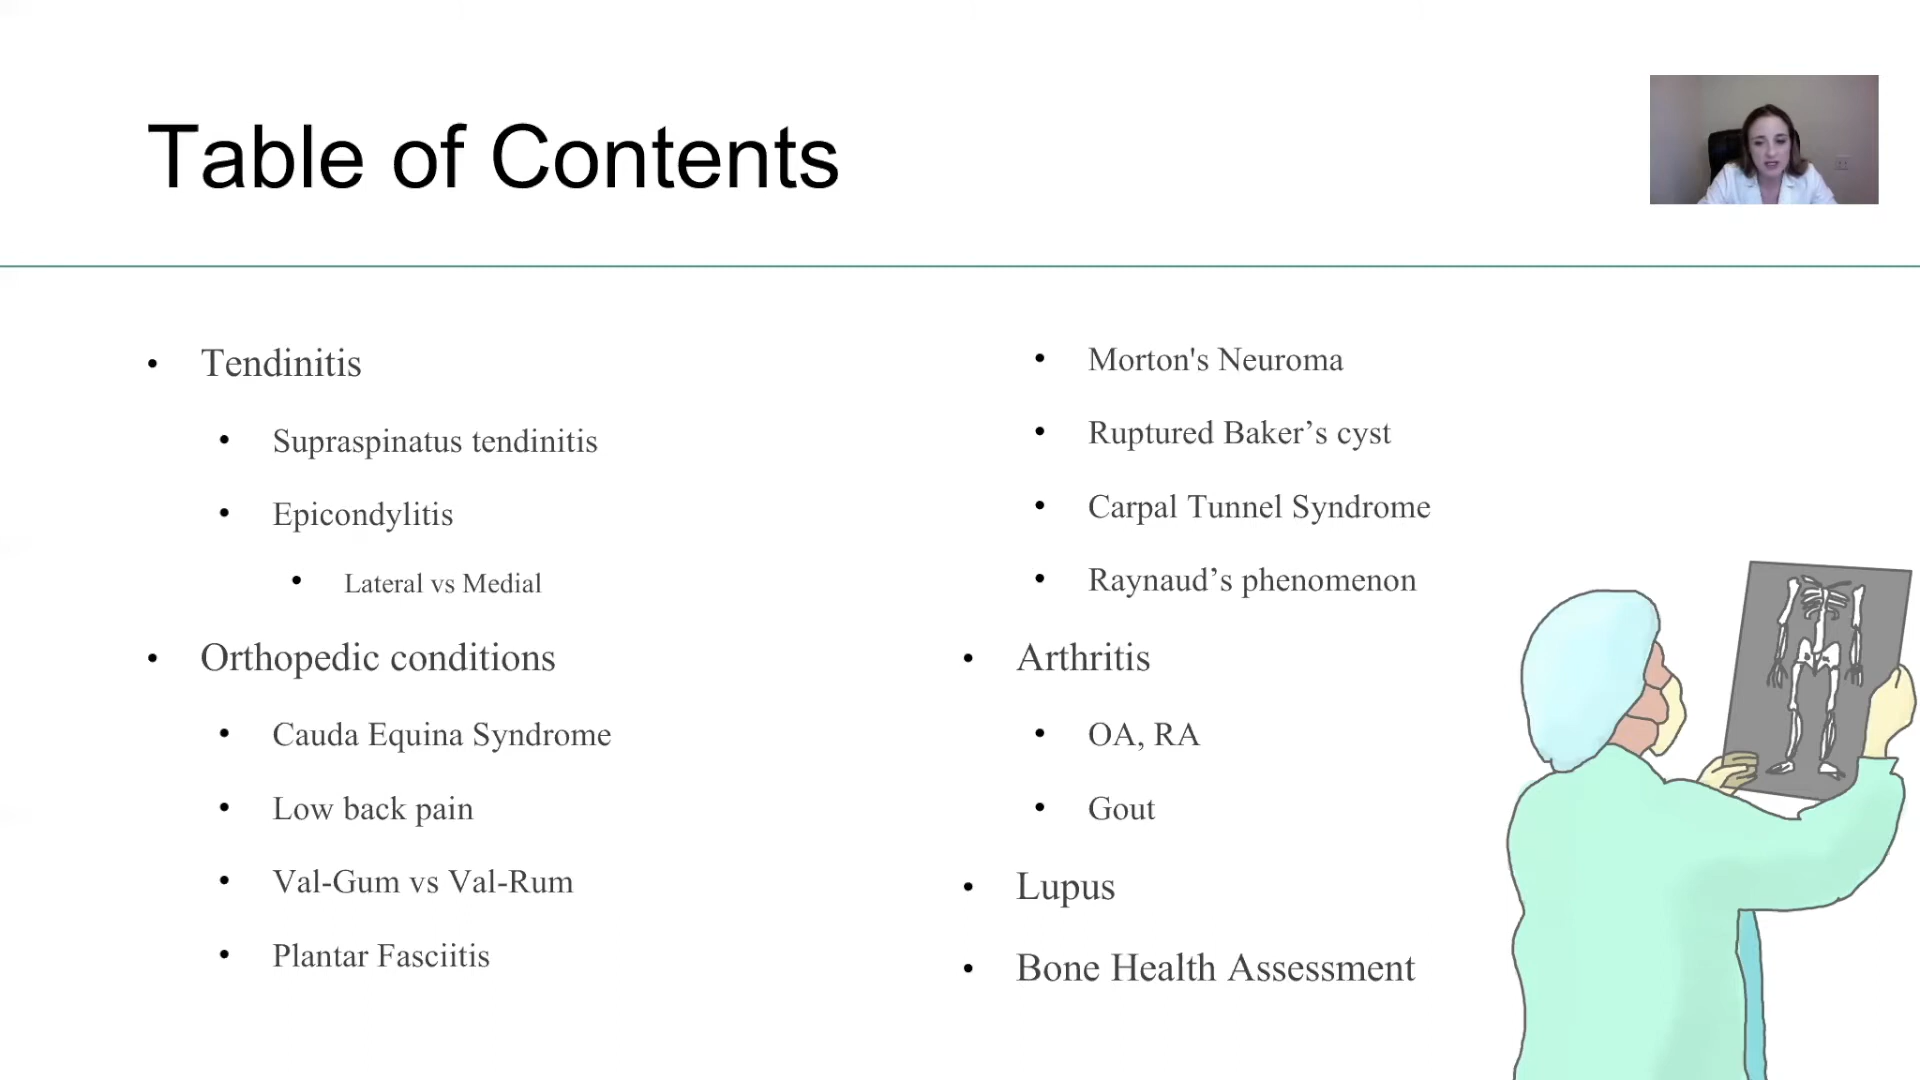 Table of Contents
• Tendinitis
• Supraspinatus tendinitis
• Epicondylitis
• Lateral vs Medial
• Orthopedic conditions
• Cauda Equina Syndrome
• Low back pain
• Val-Gum vs Val-Rum
• Plantar Fasciitis
• Morton's Neuroma
• Ruptured Baker’s cyst
• Carpal Tunnel Syndrome
• Raynaud’s phenomenon
• Arthritis
• OA, RA
• Gout
• Lupus
• Bone Health Assessment